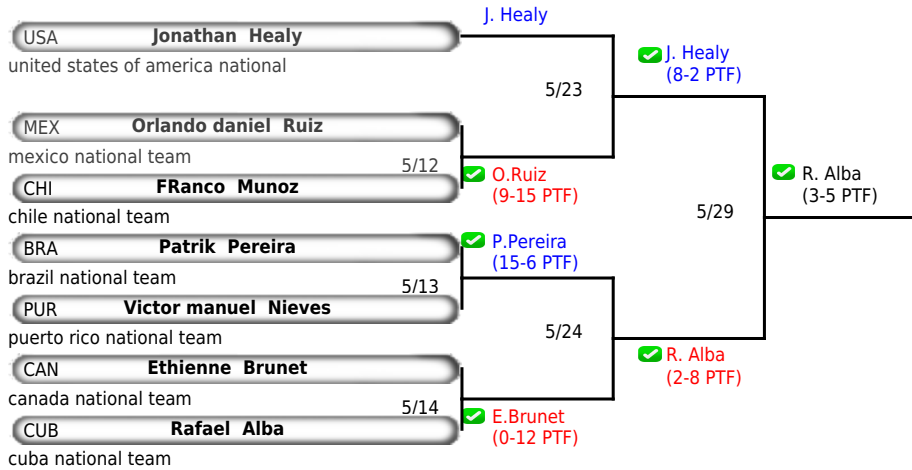 J. Healy
USA Jonathan Healy
united states of america national
J. Healy
(8-2 PTF)
5/23
MEX Orlando daniel Ruiz
mexico national team
5/12
O.Ruiz
(9-15 PTF)
CHI FRanco Munoz
chile national team
R. Alba
(3-5 PTF)
5/29
BRA Patrik Pereira
brazil national team
P.Pereira
(15-6 PTF)
5/13
PUR Victor manuel Nieves
puerto rico national team
5/24
CAN Ethienne Brunet
canada national team
R. Alba
(2-8 PTF)
5/14
E.Brunet
(0-12 PTF)
CUB Rafael Alba
cuba national team